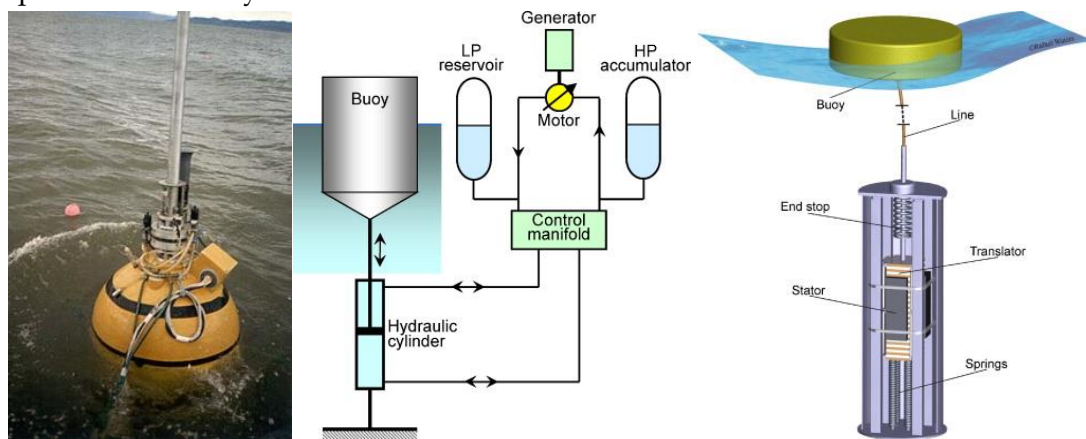 Generator
LP
reservoir
HP
accumulator
Buoy
Motor
Control
manifold
Hydraulic
cylinder
Buoy
Line
End stop
Translator
Stator
Springs